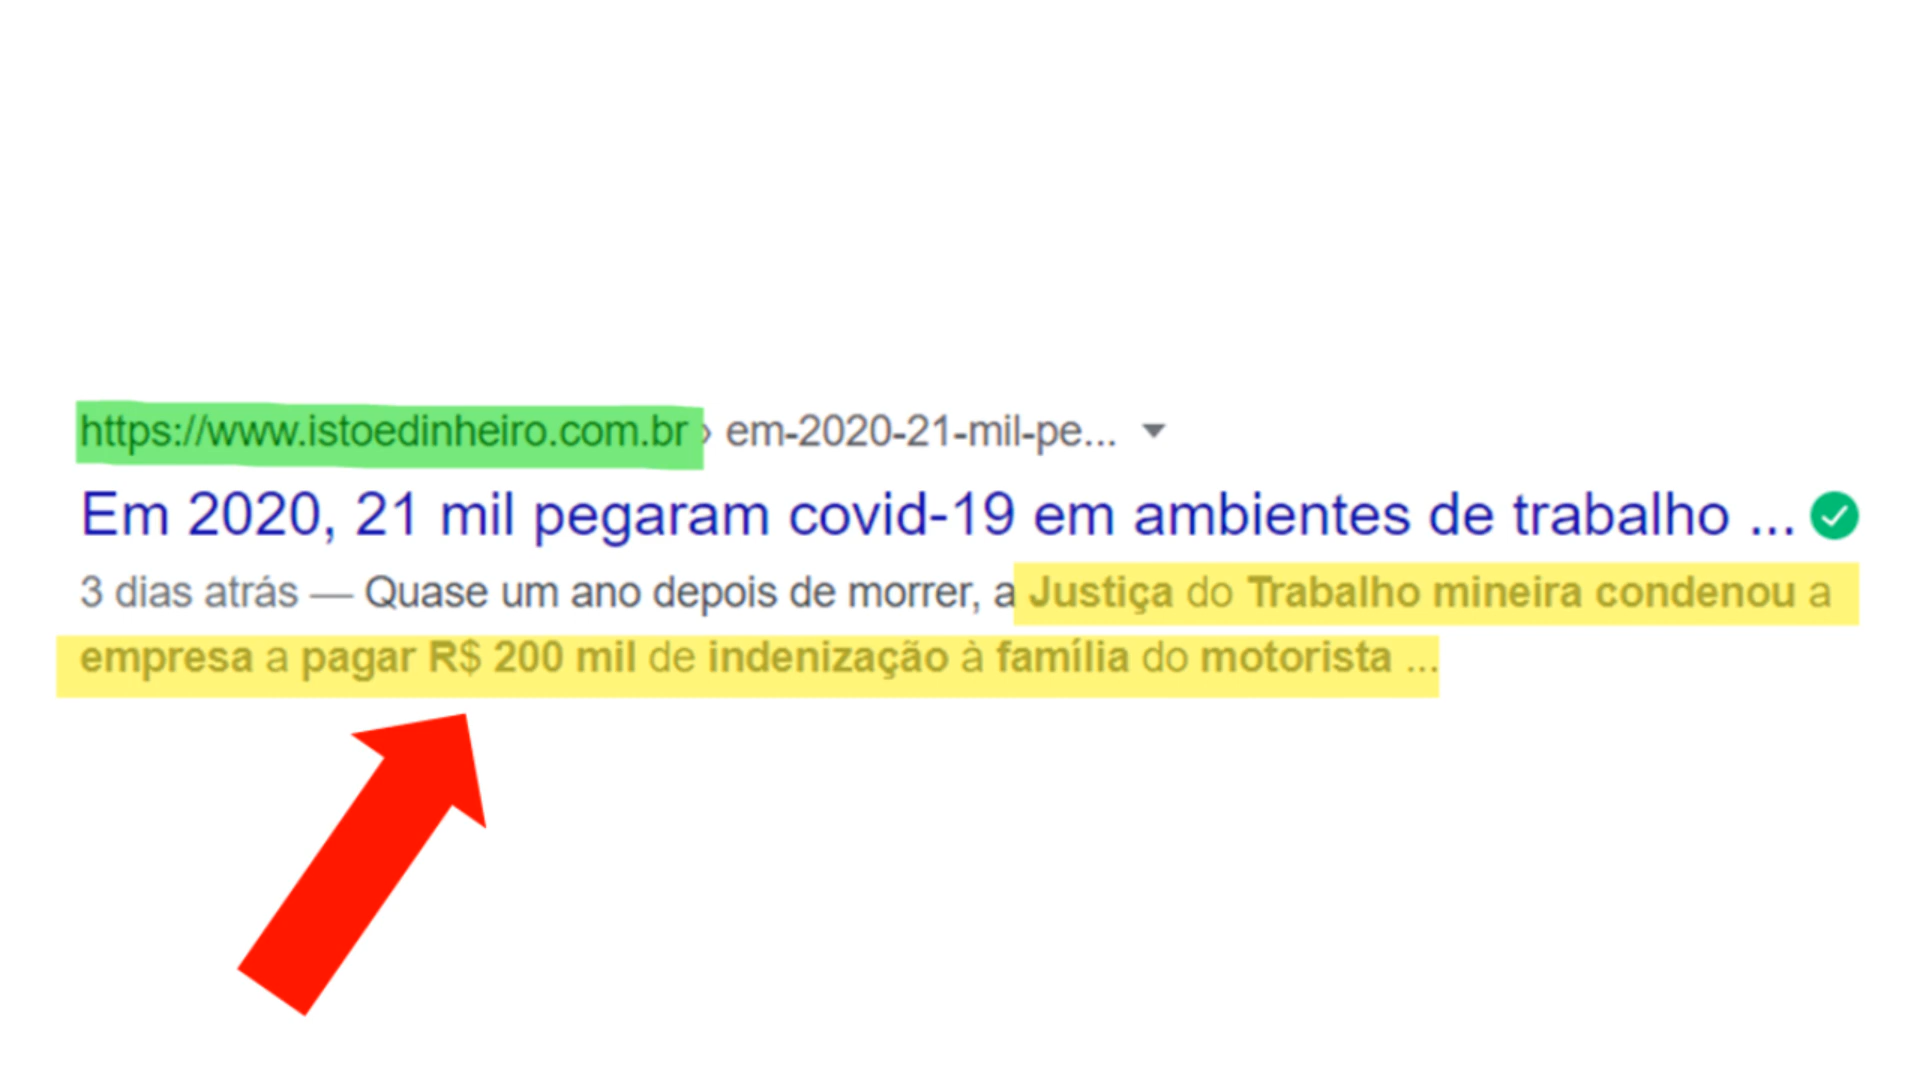 https://www.istoedinheiro.com.br › em-2020-21-mil-pe...
Em 2020, 21 mil pegaram covid-19 em ambientes de trabalho ...
3 dias atrás — Quase um ano depois de morrer, a Justiça do Trabalho mineira condenou a
empresa a pagar R$ 200 mil de indenização à família do motorista ...